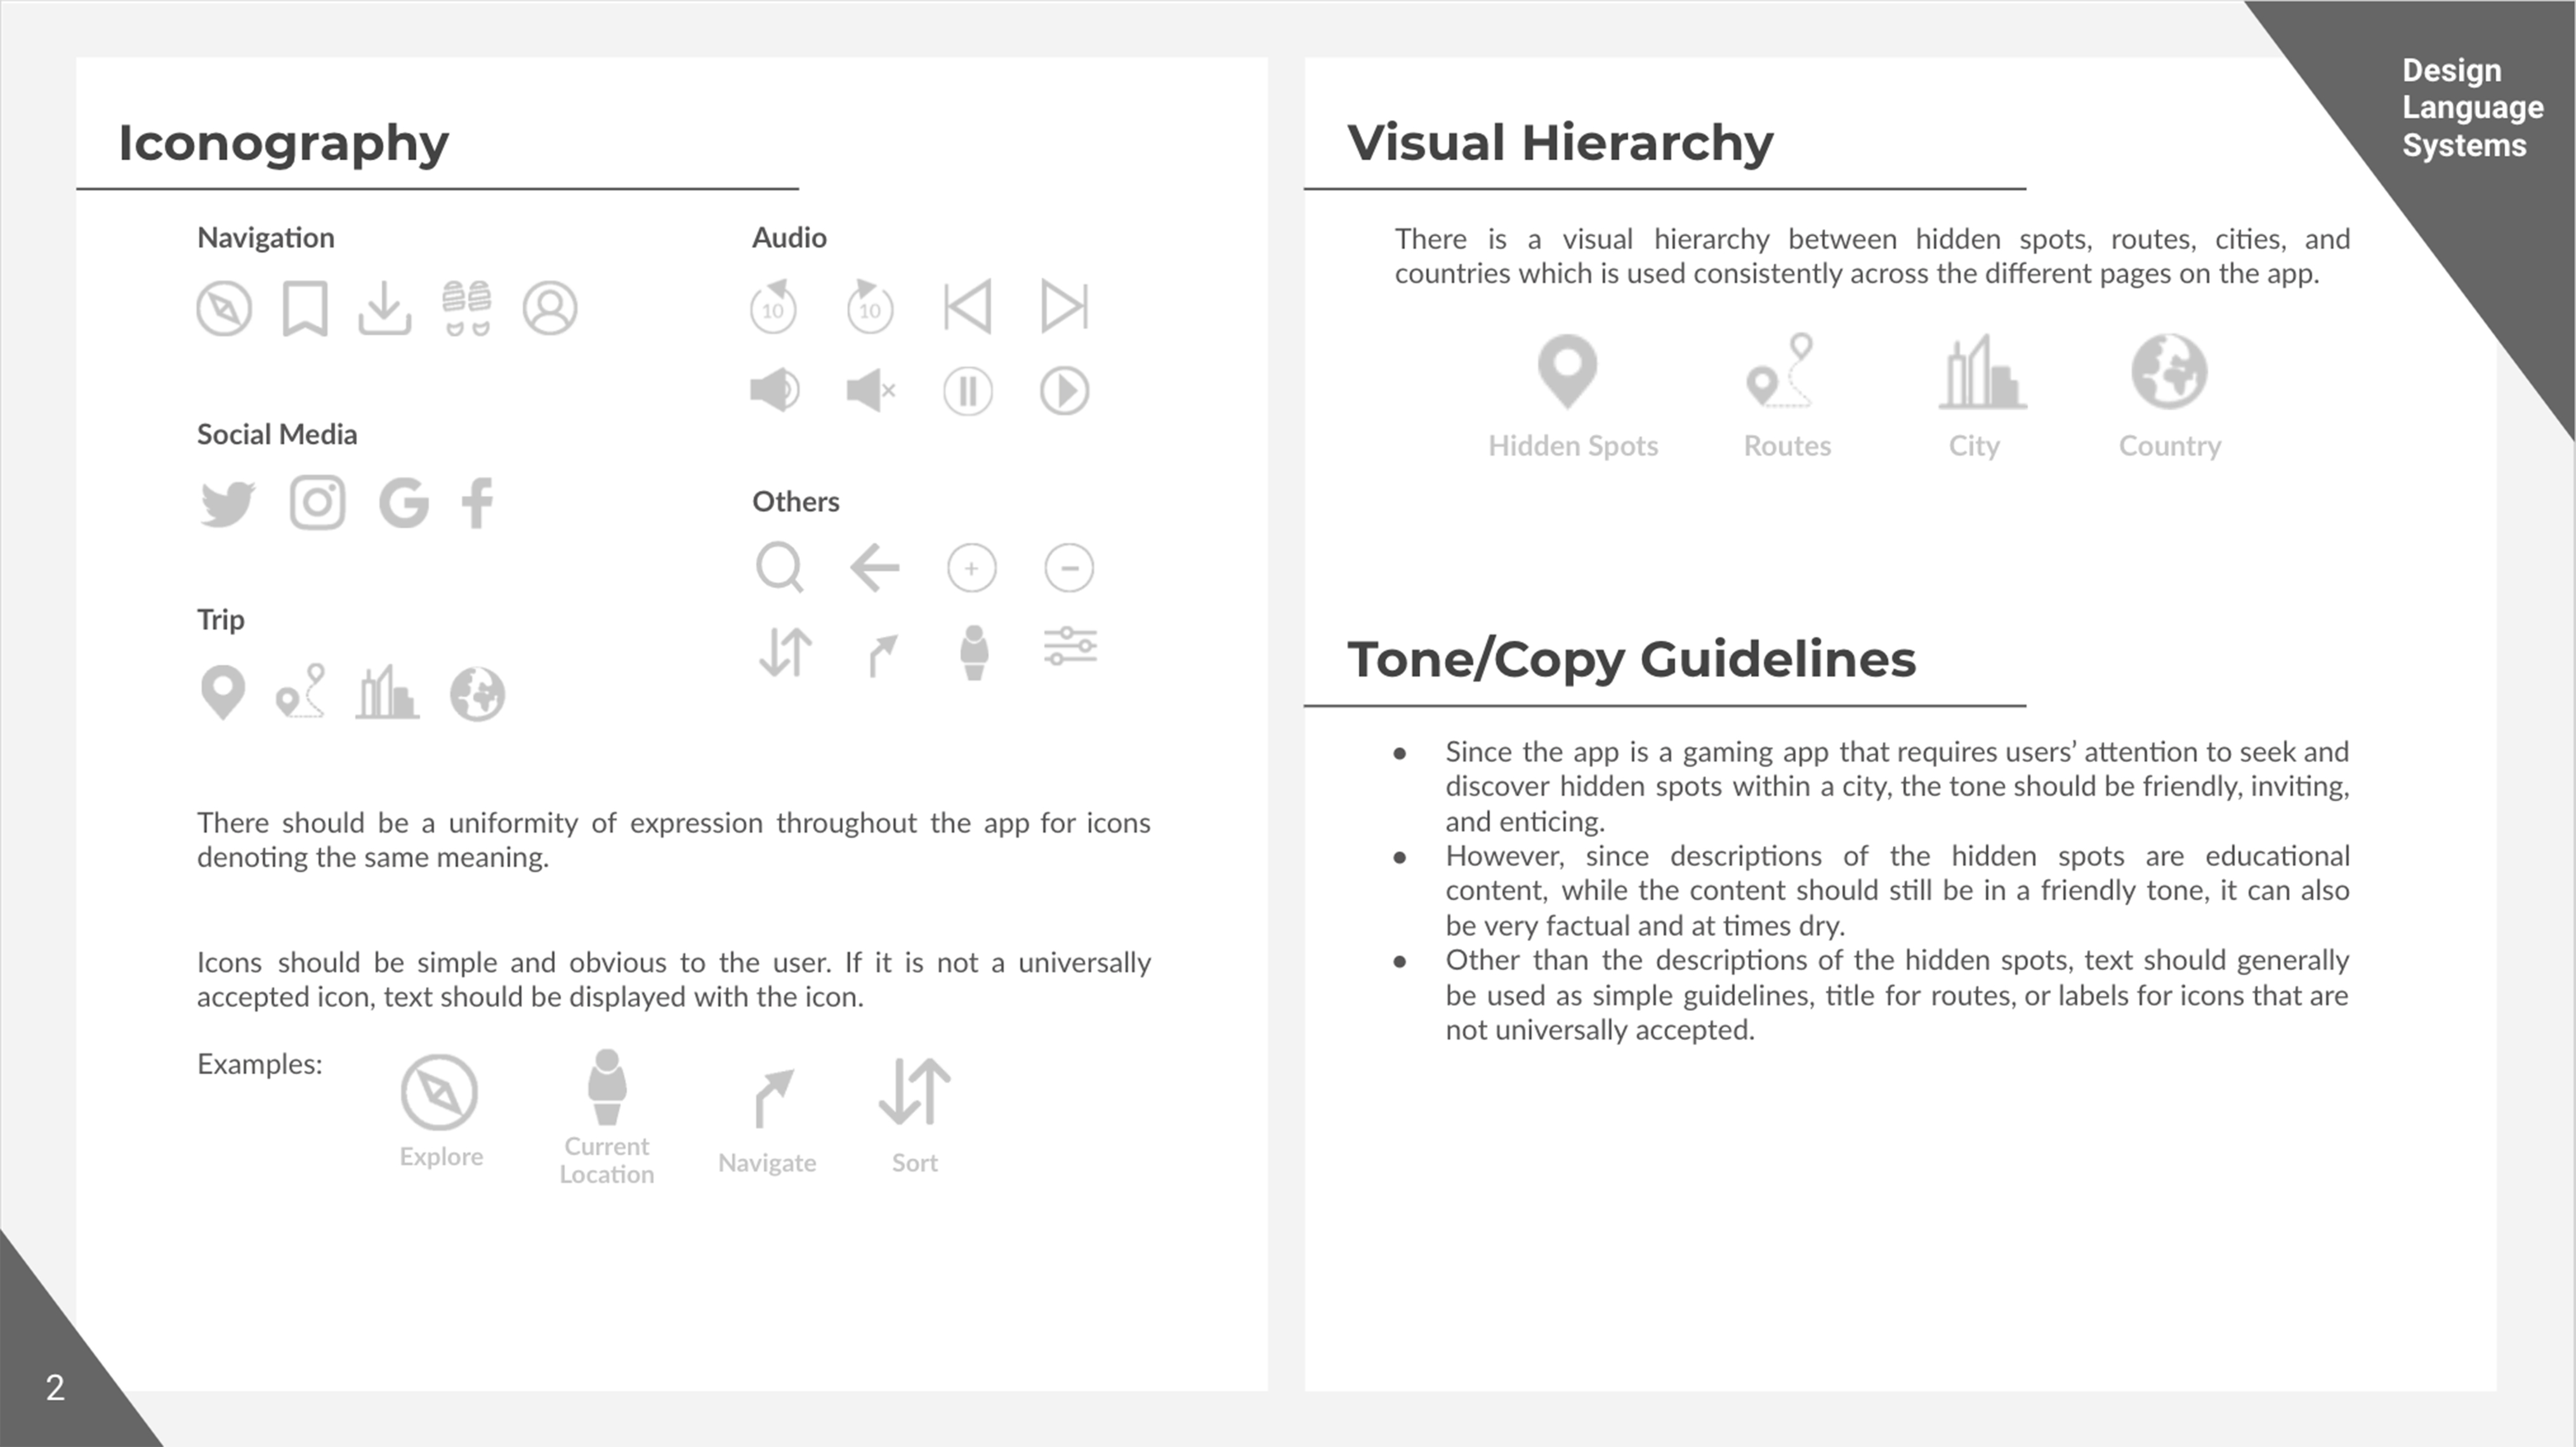 Design
Language
Systems
Iconography
Navigation
Audio
10
10
Social Media
Others
Trip
There should be a uniformity of expression throughout the app for icons
denoting the same meaning.
Icons should be simple and obvious to the user. If it is not a universally
accepted icon, text should be displayed with the icon.
Examples:
Explore
Current
Location
Navigate
Sort
Visual Hierarchy
There is a visual hierarchy between hidden spots, routes, cities, and
countries which is used consistently across the different pages on the app.
Hidden Spots
Routes
City
Country
Tone/Copy Guidelines
● Since the app is a gaming app that requires users’ attention to seek and
discover hidden spots within a city, the tone should be friendly, inviting,
and enticing.
● However, since descriptions of the hidden spots are educational
content, while the content should still be in a friendly tone, it can also
be very factual and at times dry.
● Other than the descriptions of the hidden spots, text should generally
be used as simple guidelines, title for routes, or labels for icons that are
not universally accepted.
2